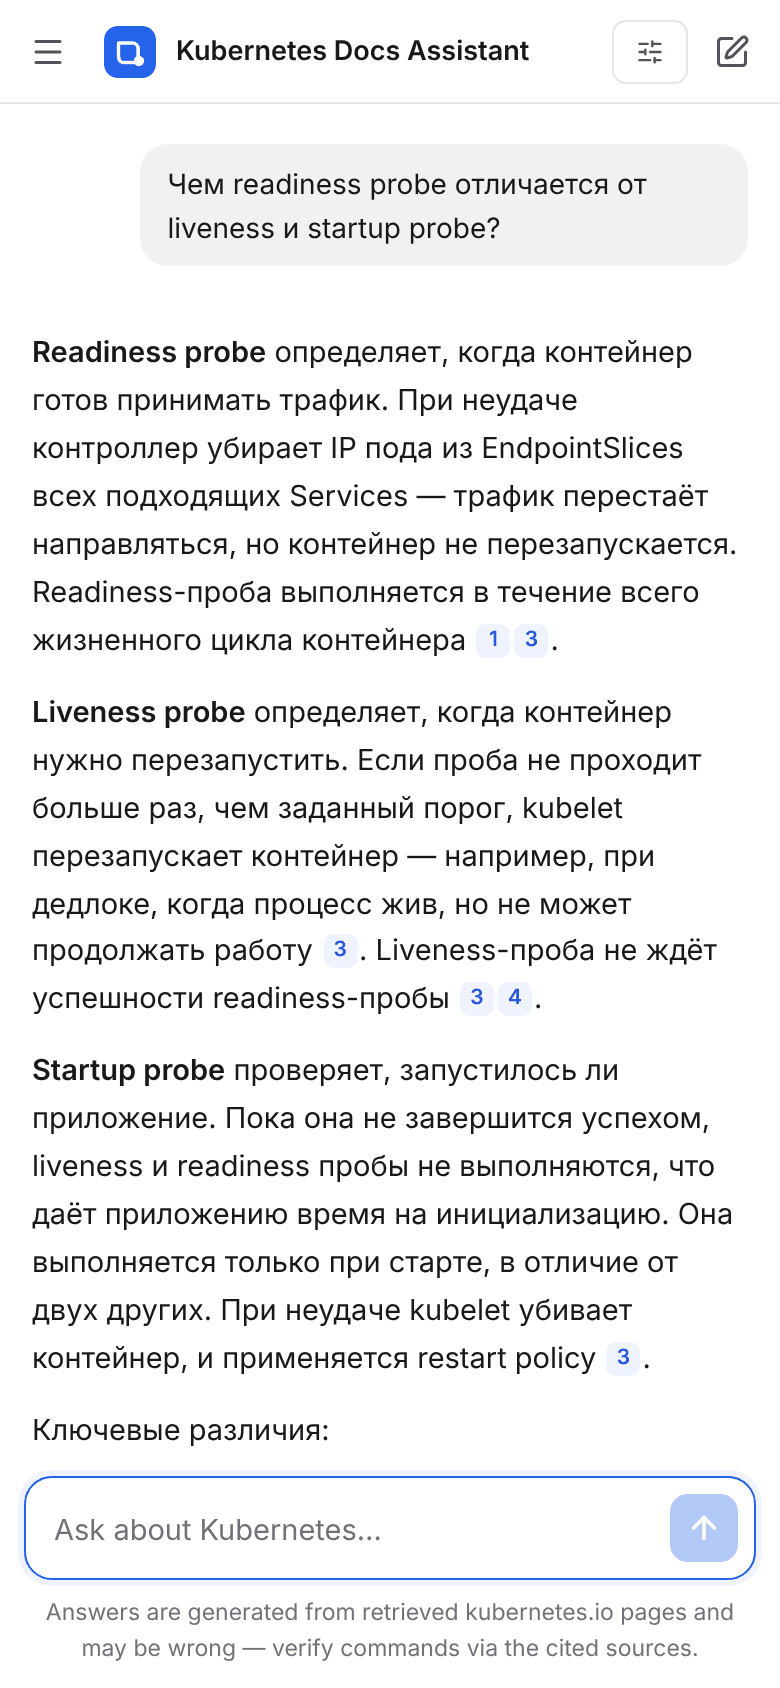 Kubernetes Docs Assistant
Чем readiness probe отличается от
liveness и startup probe?
Readiness probe определяет, когда контейнер
готов принимать трафик. При неудаче
контроллер убирает IP пода из EndpointSlices
всех подходящих Services — трафик перестаёт
направляться, но контейнер не перезапускается.
Readiness-проба выполняется в течение всего
жизненного цикла контейнера 1 3 .
Liveness probe определяет, когда контейнер
нужно перезапустить. Если проба не проходит
больше раз, чем заданный порог, kubelet
перезапускает контейнер — например, при
дедлоке, когда процесс жив, но не может
продолжать работу 3 . Liveness-проба не ждёт
успешности readiness-пробы 3 4 .
Startup probe проверяет, запустилось ли
приложение. Пока она не завершится успехом,
liveness и readiness пробы не выполняются, что
даёт приложению время на инициализацию. Она
выполняется только при старте, в отличие от
двух других. При неудаче kubelet убивает
контейнер, и применяется restart policy 3 .
Ключевые различия:
Ask about Kubernetes...
Answers are generated from retrieved kubernetes.io pages and
may be wrong — verify commands via the cited sources.